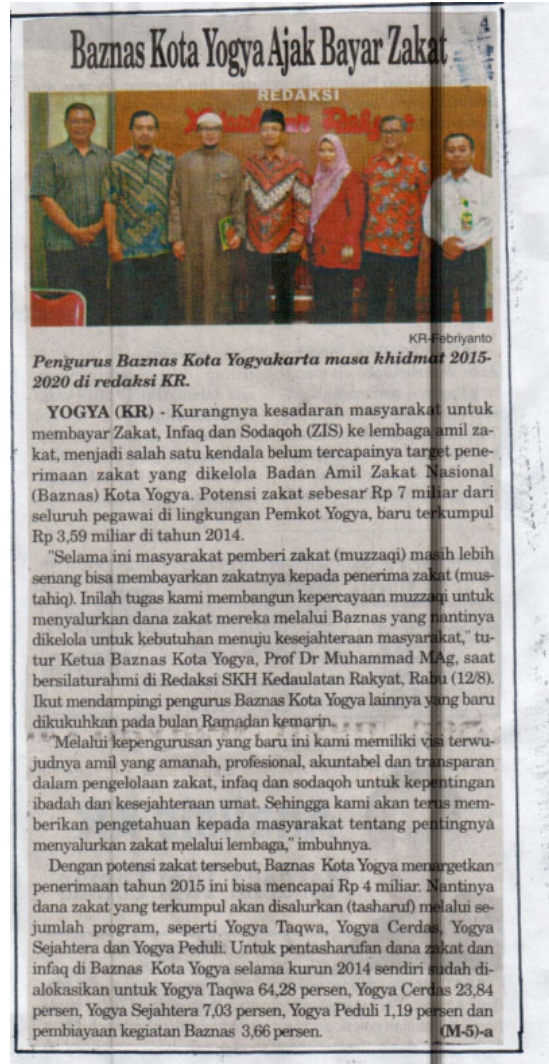 4
Baznas Kota Yogya Ajak Bayar Zakat
REDAKSI
Kedaulatan Rakyat
KR-Febriyanto
Pengurus Baznas Kota Yogyakarta masa khidmat 2015-
2020 di redaksi KR.
YOGYA (KR) - Kurangnya kesadaran masyarakat untuk
membayar Zakat, Infaq dan Sodaqoh (ZIS) ke lembaga amil za-
kat, menjadi salah satu kendala belum tercapainya target pene-
rimaan zakat yang dikelola Badan Amil Zakat Nasional
(Baznas) Kota Yogya. Potensi zakat sebesar Rp 7 miliar dari
seluruh pegawai di lingkungan Pemkot Yogya, baru terkumpul
Rp 3,59 miliar di tahun 2014.
"Selama ini masyarakat pemberi zakat (muzzaqi) masih lebih
senang bisa membayarkan zakatnya kepada penerima zakat (mus-
tahiq). Inilah tugas kami membangun kepercayaan muzzaqi untuk
menyalurkan dana zakat mereka melalui Baznas yang nantinya
dikelola untuk kebutuhan menuju kesejahteraan masyarakat," tu-
tur Ketua Baznas Kota Yogya, Prof Dr Muhammad MAg, saat
bersilaturahmi di Redaksi SKH Kedaulatan Rakyat, Rabu (12/8).
Ikut mendampingi pengurus Baznas Kota Yogya lainnya yang baru
dikukuhkan pada bulan Ramadan kemarin.
"Melalui kepengurusan yang baru ini kami memiliki visi terwu-
judnya amil yang amanah, profesional, akuntabel dan transparan
dalam pengelolaan zakat, infaq dan sodaqoh untuk kepentingan
ibadah dan kesejahteraan umat. Sehingga kami akan terus mem-
berikan pengetahuan kepada masyarakat tentang pentingnya
menyalurkan zakat melalui lembaga," imbuhnya.
Dengan potensi zakat tersebut, Baznas Kota Yogya menargetkan
penerimaan tahun 2015 ini bisa mencapai Rp 4 miliar. Nantinya
dana zakat yang terkumpul akan disalurkan (tasharuf) melalui se-
jumlah program, seperti Yogya Taqwa, Yogya Cerdas, Yogya
Sejahtera dan Yogya Peduli. Untuk pentasharufan dana zakat dan
infaq di Baznas Kota Yogya selama kurun 2014 sendiri sudah di-
alokasikan untuk Yogya Taqwa 64,28 persen, Yogya Cerdas 23,84
persen, Yogya Sejahtera 7,03 persen, Yogya Peduli 1,19 persen dan
pembiayaan kegiatan Baznas 3,66 persen. (M-5)-a